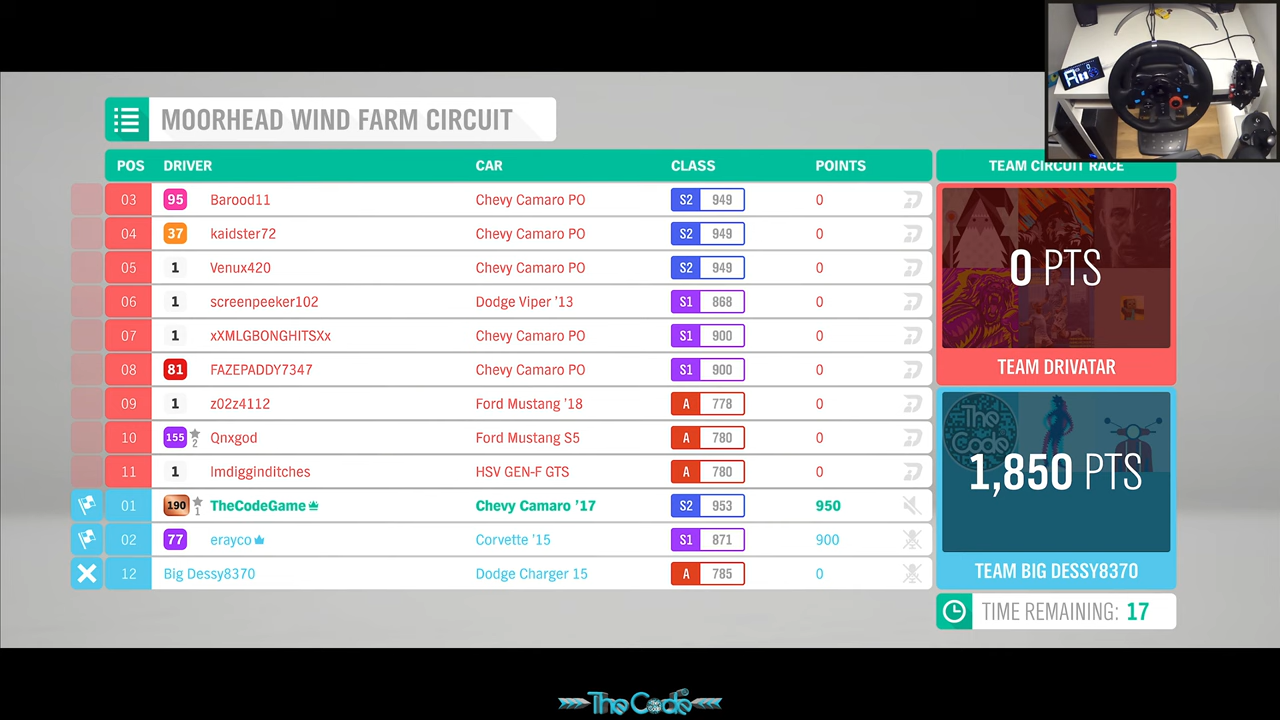 MOORHEAD WIND FARM CIRCUIT
POS DRIVER CAR CLASS POINTS
03 95 Barood11 Chevy Camaro PO S2 949 0
04 37 kaidster72 Chevy Camaro PO S2 949 0
05 1 Venux420 Chevy Camaro PO S2 949 0
06 1 screenpeeker102 Dodge Viper '13 S1 868 0
07 1 xXMLGBONGHITSXx Chevy Camaro PO S1 900 0
08 81 FAZEPADDY7347 Chevy Camaro PO S1 900 0
09 1 z02z4112 Ford Mustang '18 A 778 0
10 155 2 Qnxgod Ford Mustang S5 A 780 0
11 1 Imdigginditches HSV GEN-F GTS A 780 0
01 190 1 TheCodeGame Chevy Camaro '17 S2 953 950
02 77 erayco Corvette '15 S1 871 900
12 Big Dessy8370 Dodge Charger 15 A 785 0
TEAM CIRCUIT RACE
0 PTS
TEAM DRIVATAR
The Code
1,850 PTS
TEAM BIG DESSY8370
TIME REMAINING: 17
The Code